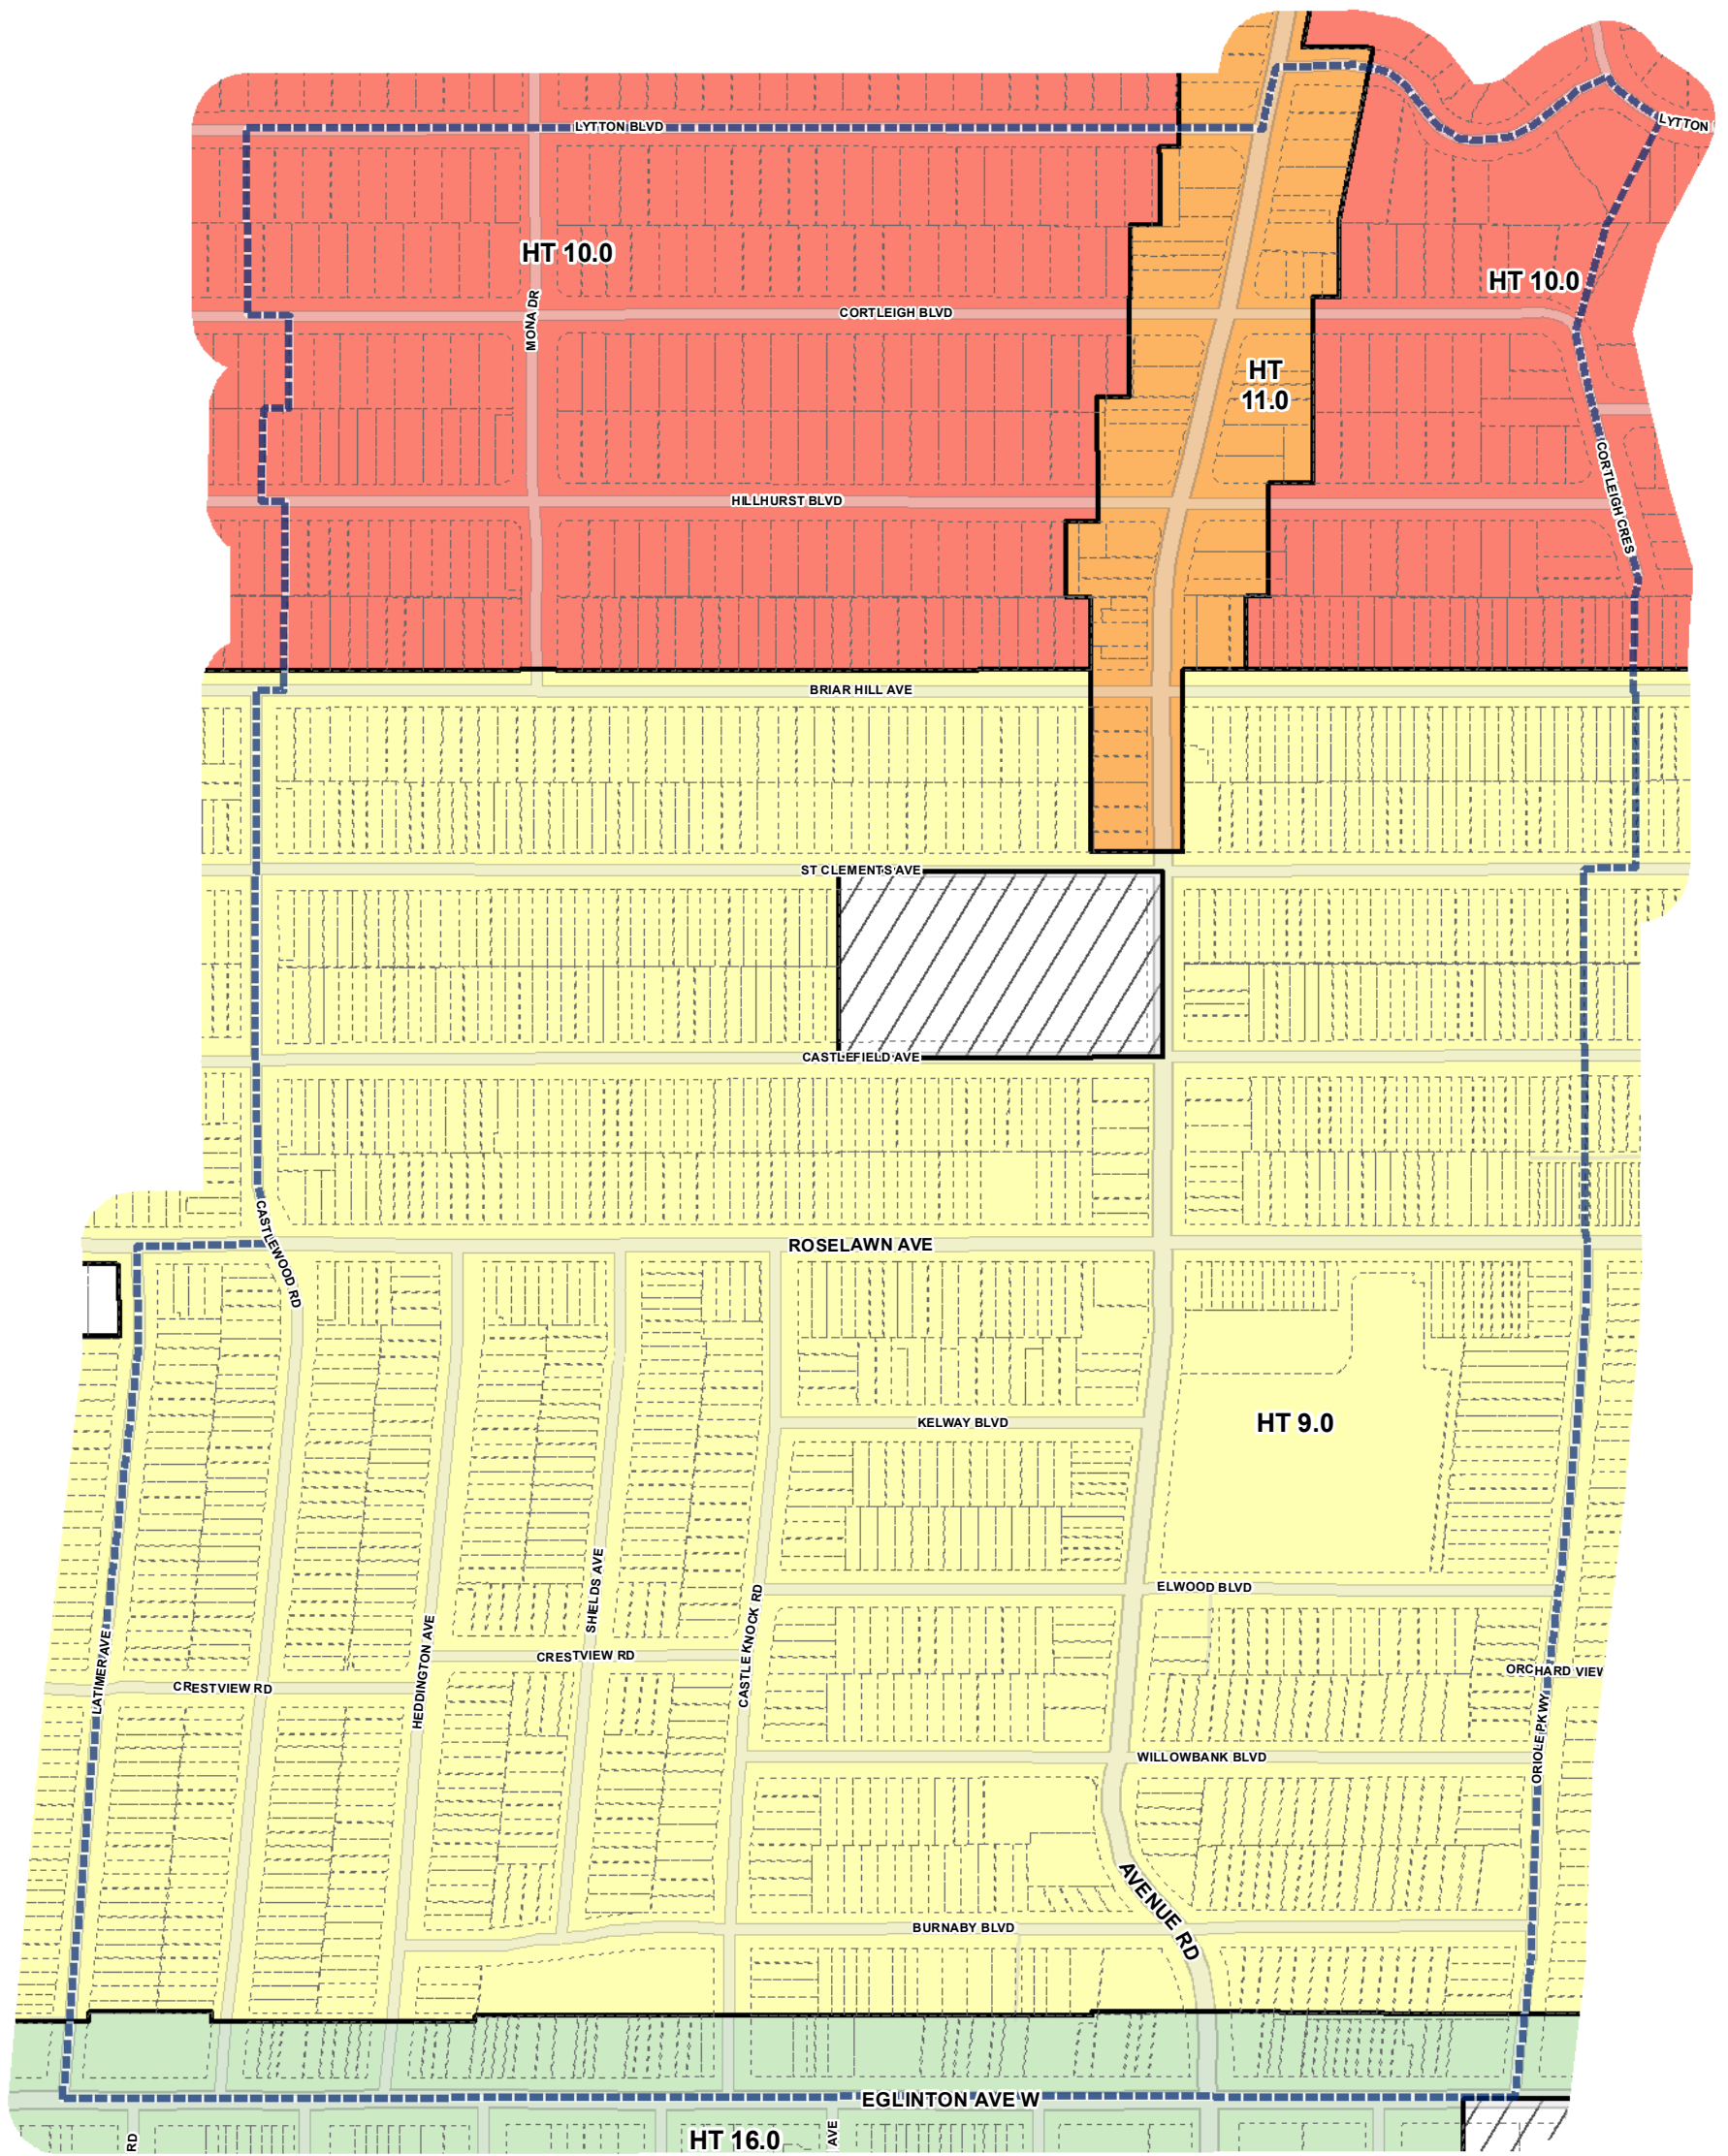 LYTTON BLVD
LYTTON
HT 10.0
HT 10.0
MONA DR
CORTLEIGH BLVD
HT
11.0
CORTLEIGH CRES
HILLHURST BLVD
BRIAR HILL AVE
ST CLEMENTS AVE
CASTLEFIELD AVE
CASTLEWOOD RD
ROSELAWN AVE
KELWAY BLVD
HT 9.0
ELWOOD BLVD
SHIELDS AVE
CASTLE KNOCK RD
HEDDINGTON AVE
LATIMER AVE
CRESTVIEW RD
CRESTVIEW RD
ORCHARD VIEW
ORIOLE PKWY
WILLOWBANK BLVD
AVENUE RD
BURNABY BLVD
EGLINTON AVE W
RD
HT 16.0
AVE